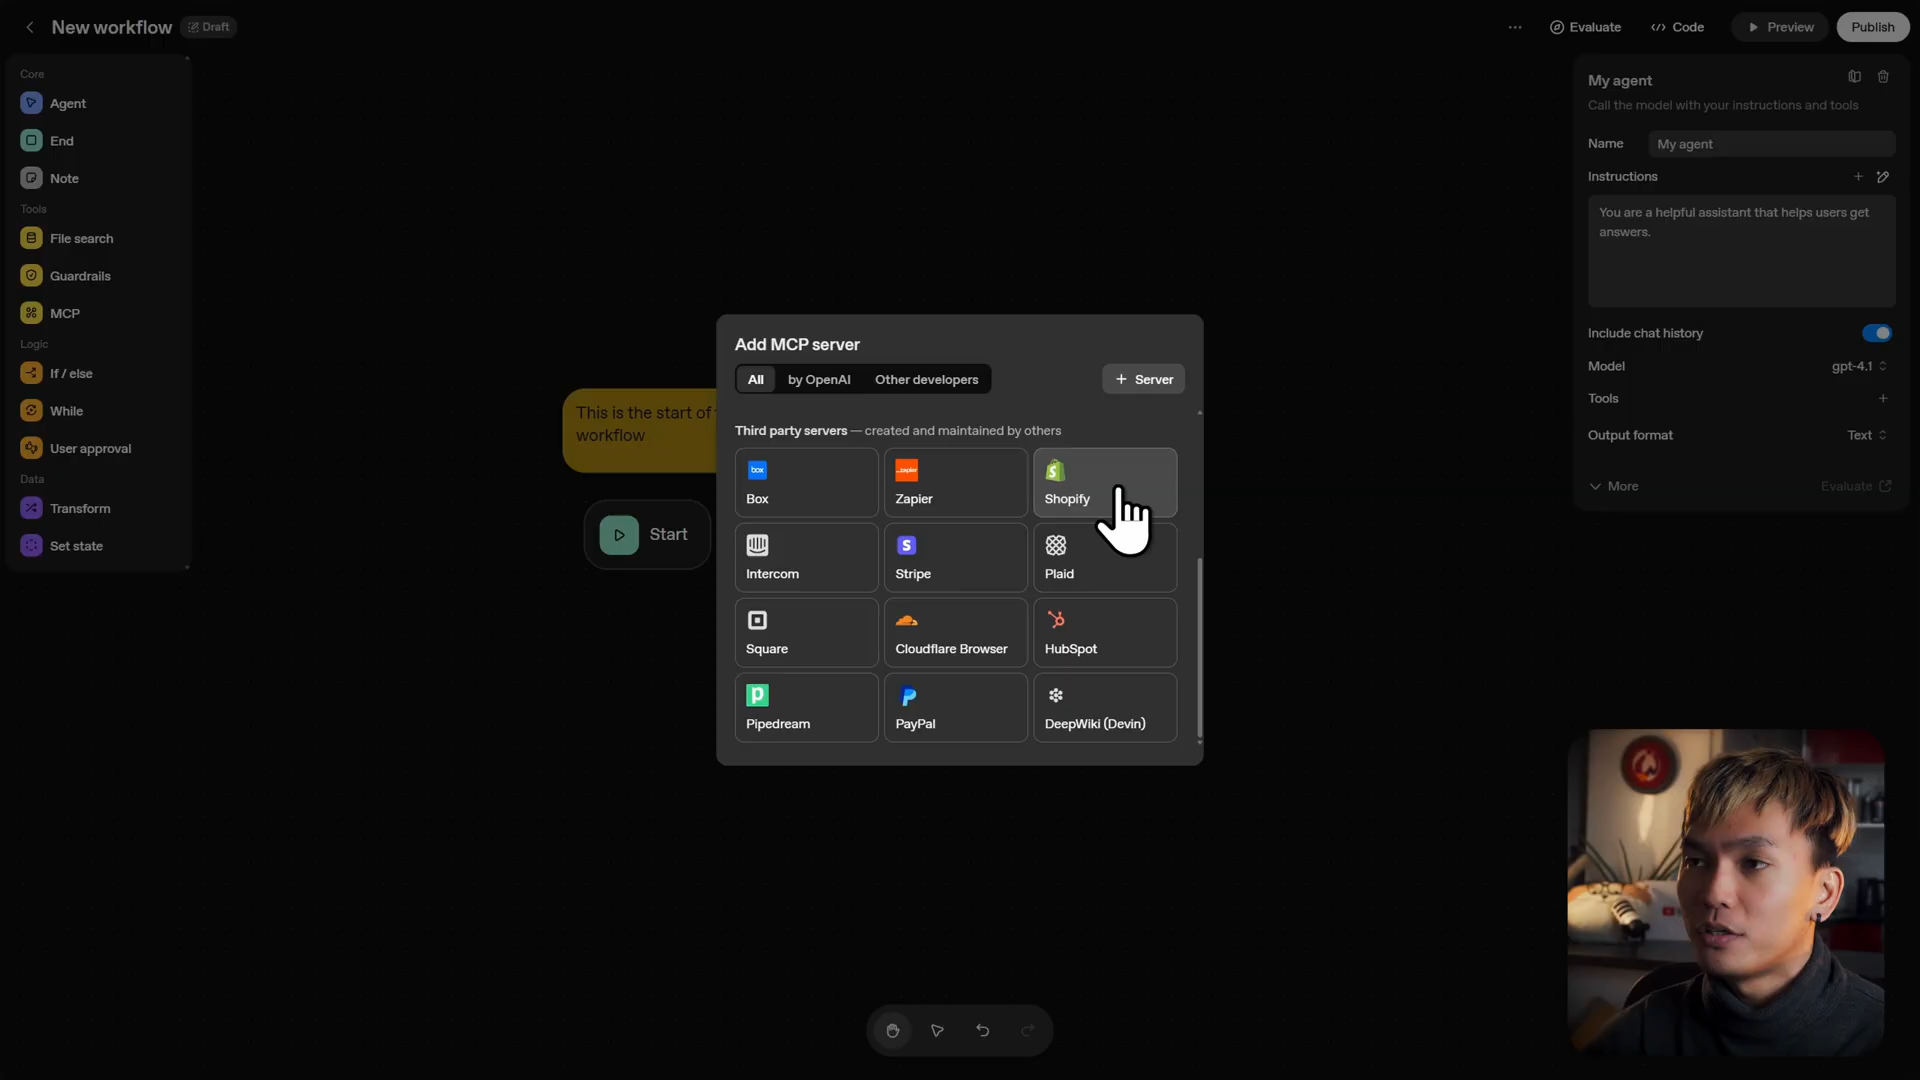 New workflow
Draft
Evaluate
Code
Preview
Publish
Core
Agent
End
Note
Tools
File search
Guardrails
MCP
Logic
If / else
While
User approval
Data
Transform
Set state
This is the start of
workflow
Start
Add MCP server
All
by OpenAI
Other developers
+ Server
Third party servers — created and maintained by others
box
Box
zapier
Zapier
Shopify
Intercom
Stripe
Plaid
Square
Cloudflare Browser
HubSpot
Pipedream
PayPal
DeepWiki (Devin)
My agent
Call the model with your instructions and tools
Name
My agent
Instructions
You are a helpful assistant that helps users get
answers.
Include chat history
Model
gpt-4.1
Tools
Output format
Text
More
Evaluate